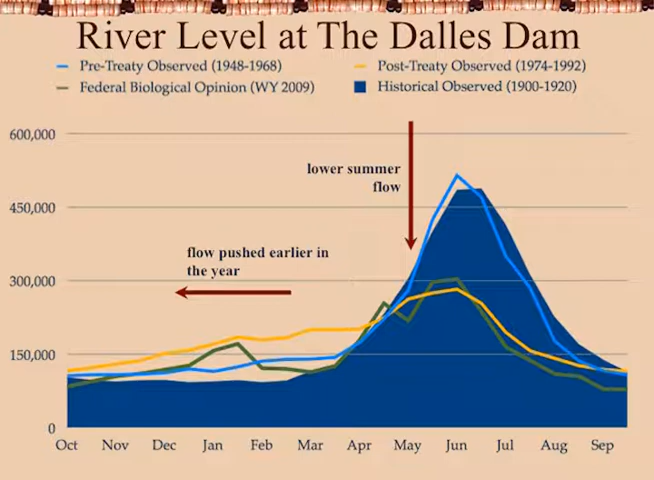 River Level at The Dalles Dam
Pre-Treaty Observed (1948-1968)
Post-Treaty Observed (1974-1992)
Federal Biological Opinion (WY 2009)
Historical Observed (1900-1920)
600,000
lower summer
flow
450,000
flow pushed earlier in
the year
300,000
150,000
0
Oct Nov Dec Jan Feb Mar Apr May Jun Jul Aug Sep